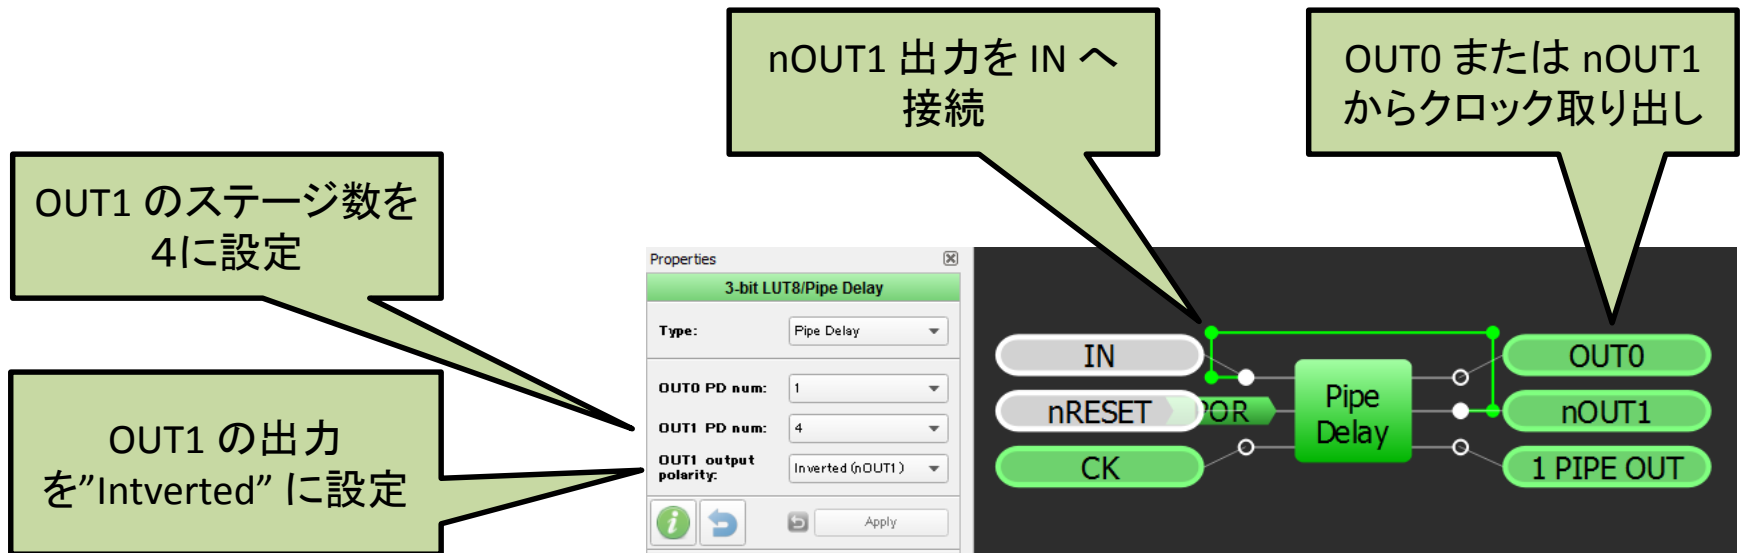 nOUT1 出力を IN へ
接続
OUT0 または nOUT1
からクロック取り出し
OUT1 のステージ数を
４に設定
OUT1 の出力
を”Intverted” に設定
Properties
3-bit LUT8/Pipe Delay
Type: Pipe Delay
OUT0 PD num: 1
OUT1 PD num: 4
OUT1 output
polarity: Inverted (nOUT1)
Apply
IN
nRESET
POR
CK
Pipe
Delay
OUT0
nOUT1
1 PIPE OUT